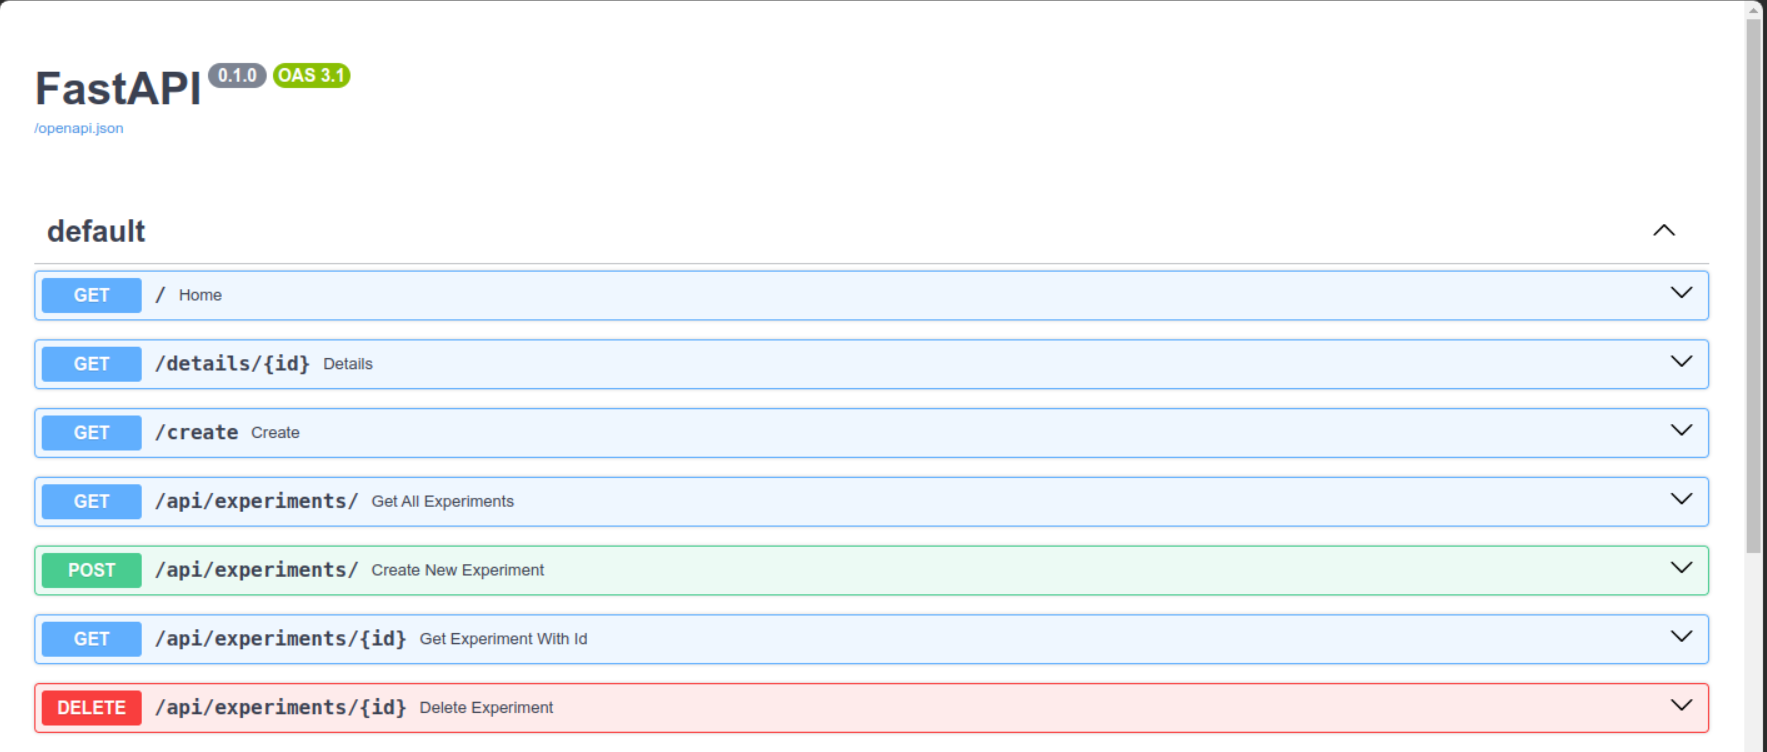 FastAPI 0.1.0 OAS 3.1
/openapi.json
default
GET / Home
GET /details/{id} Details
GET /create Create
GET /api/experiments/ Get All Experiments
POST /api/experiments/ Create New Experiment
GET /api/experiments/{id} Get Experiment With Id
DELETE /api/experiments/{id} Delete Experiment